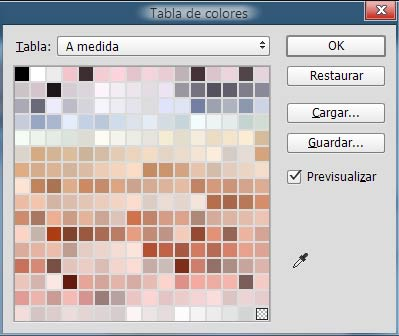 Tabla de colores
Tabla: A medida
OK
Restaurar
Cargar...
Guardar...
Previsualizar